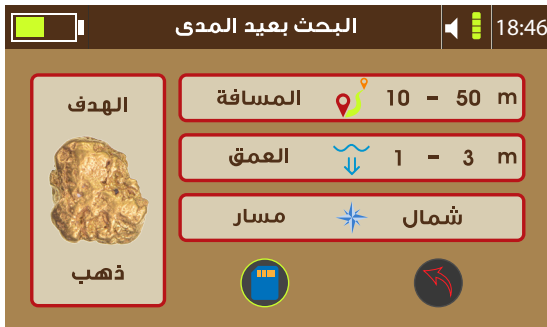 البحث بعيد المدى
18:46
الهدف
ذهب
المسافة 10 - 50 m
العمق 1 - 3 m
مسار شمال